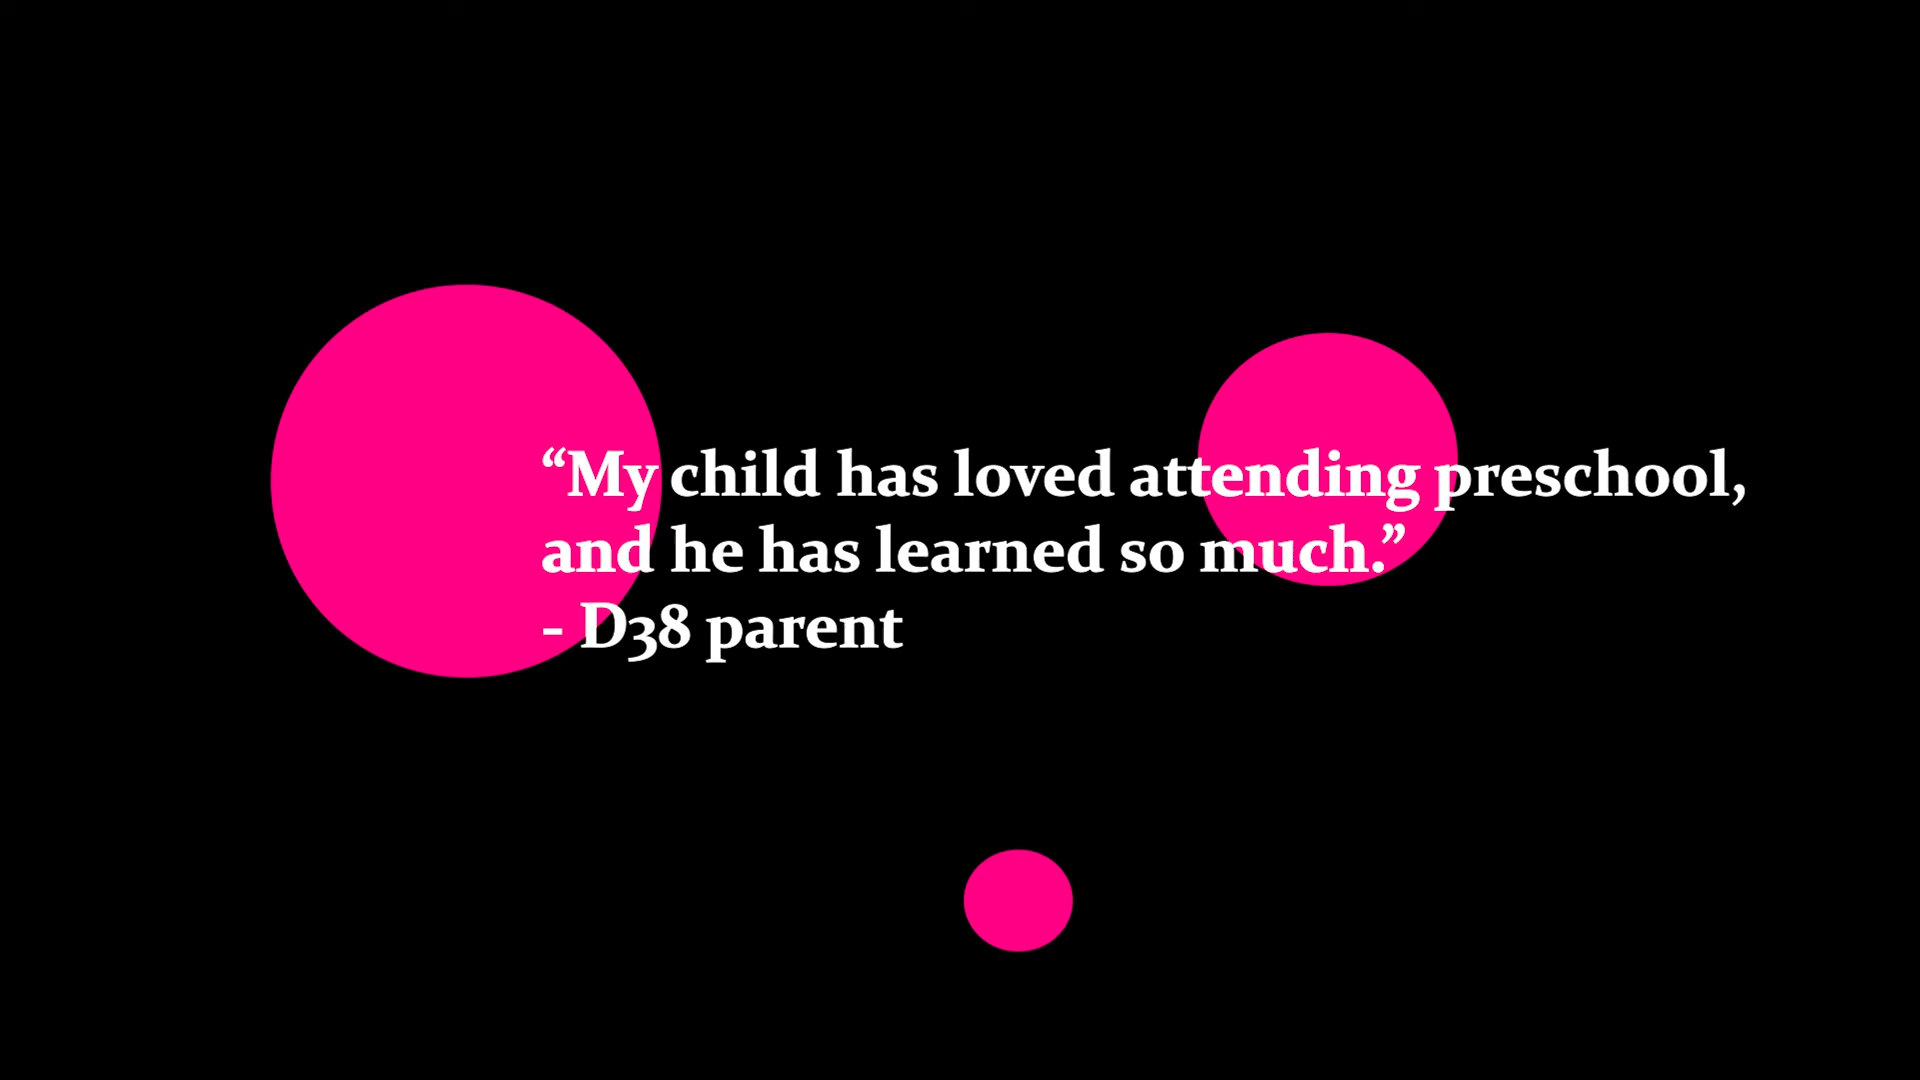 “My child has loved attending preschool,
and he has learned so much.”
- D38 parent